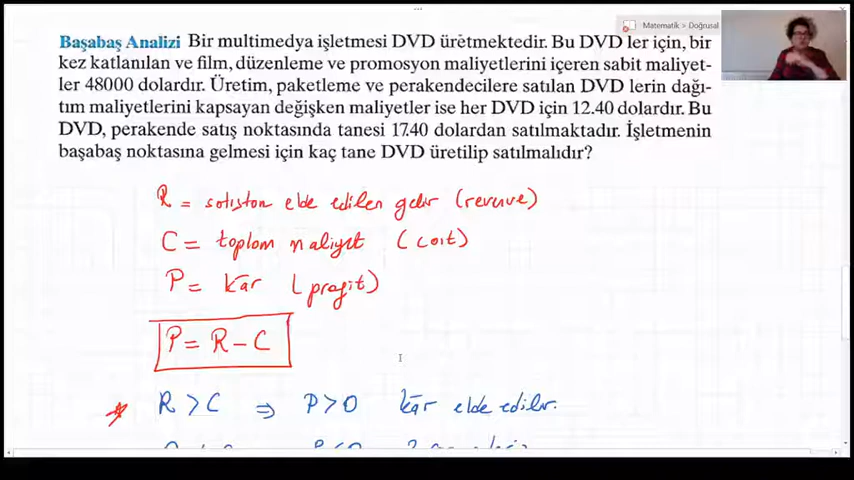 Matematik > Doğrusal
Başabaş Analizi Bir multimedya işletmesi DVD üretmektedir. Bu DVD ler için, bir
kez katlanılan ve film, düzenleme ve promosyon maliyetlerini içeren sabit maliyet-
ler 48000 dolardır. Üretim, paketleme ve perakendecilere satılan DVD lerin dağı-
tım maliyetlerini kapsayan değişken maliyetler ise her DVD için 12.40 dolardır. Bu
DVD, perakende satış noktasında tanesi 17.40 dolardan satılmaktadır. İşletmenin
başabaş noktasına gelmesi için kaç tane DVD üretilip satılmalıdır?
R = satıştan elde edilen gelir (revenue)
C = toplam maliyet (cost)
P = kâr (profit)
P = R - C
* R > C ⇒ P > 0 kâr elde edilir.